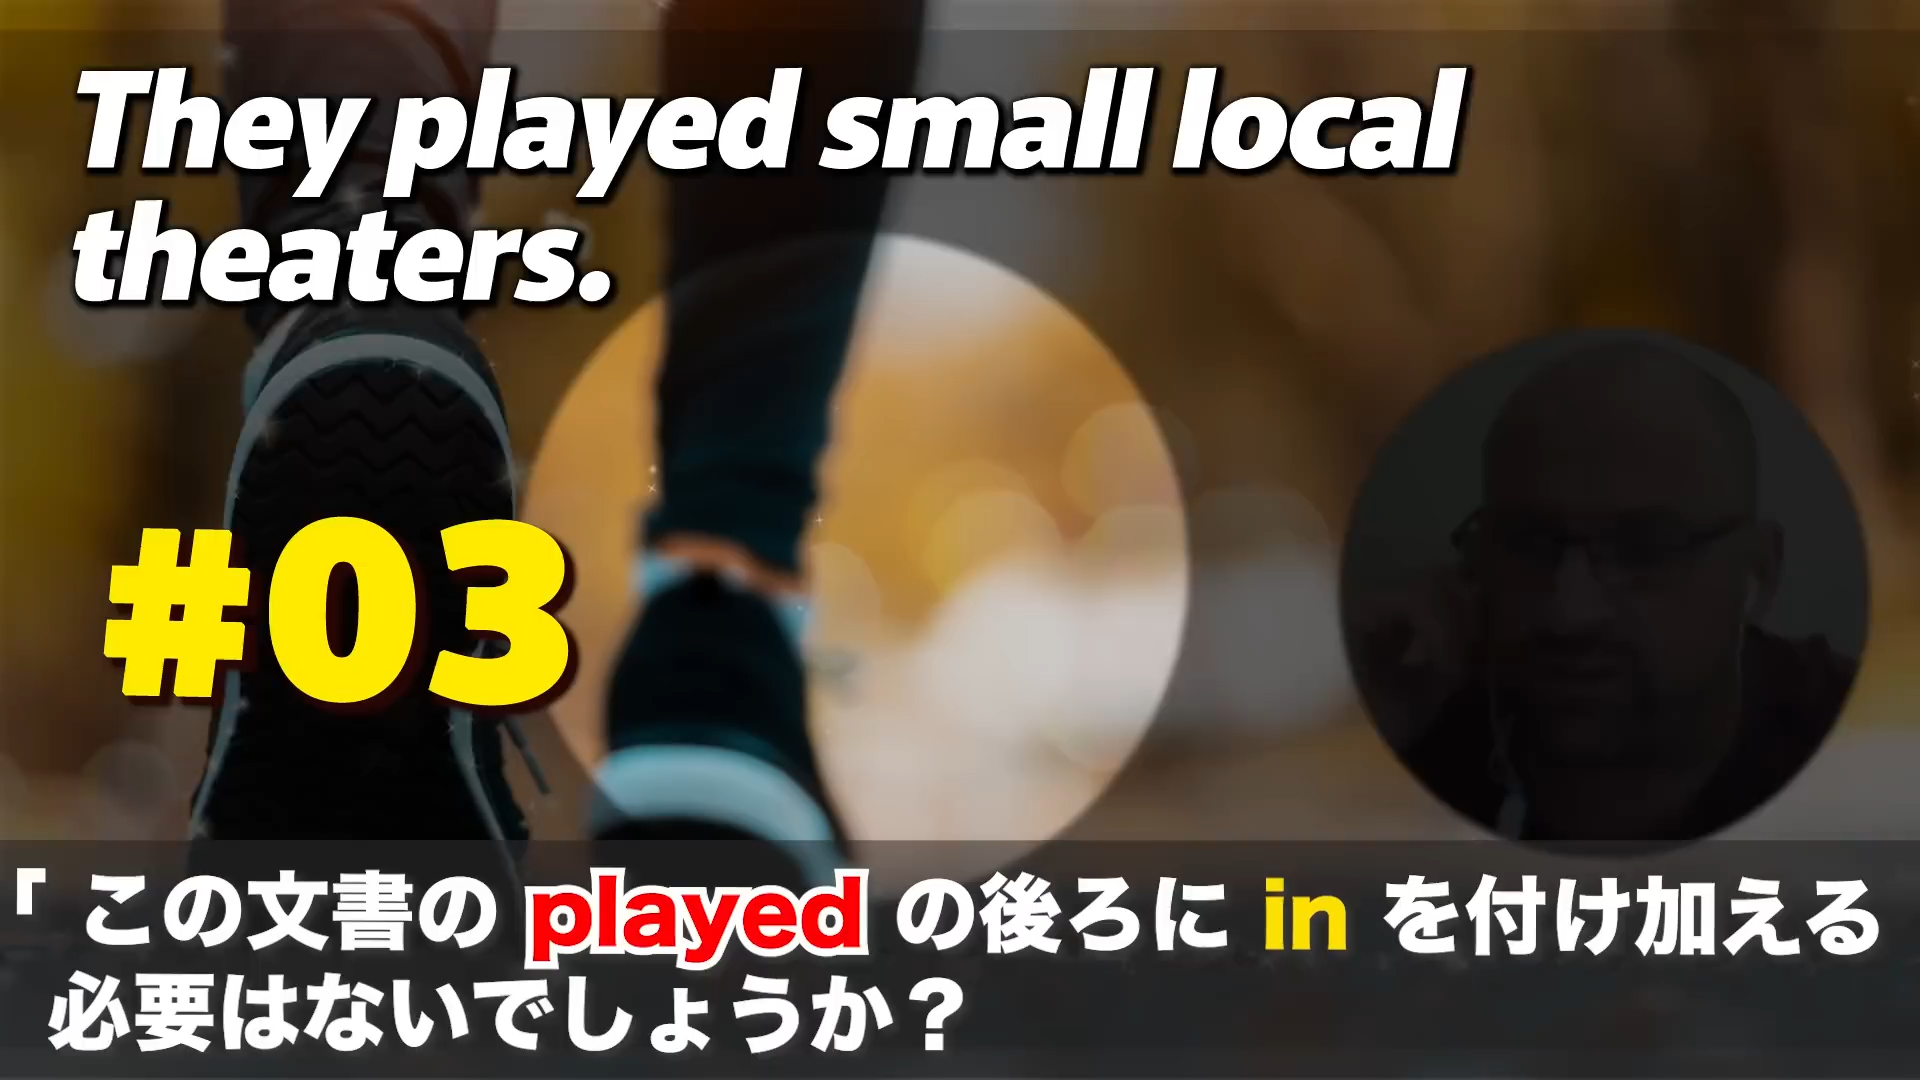 They played small local
theaters.
#03
「この文書の played の後ろに in を付け加える
必要はないでしょうか？